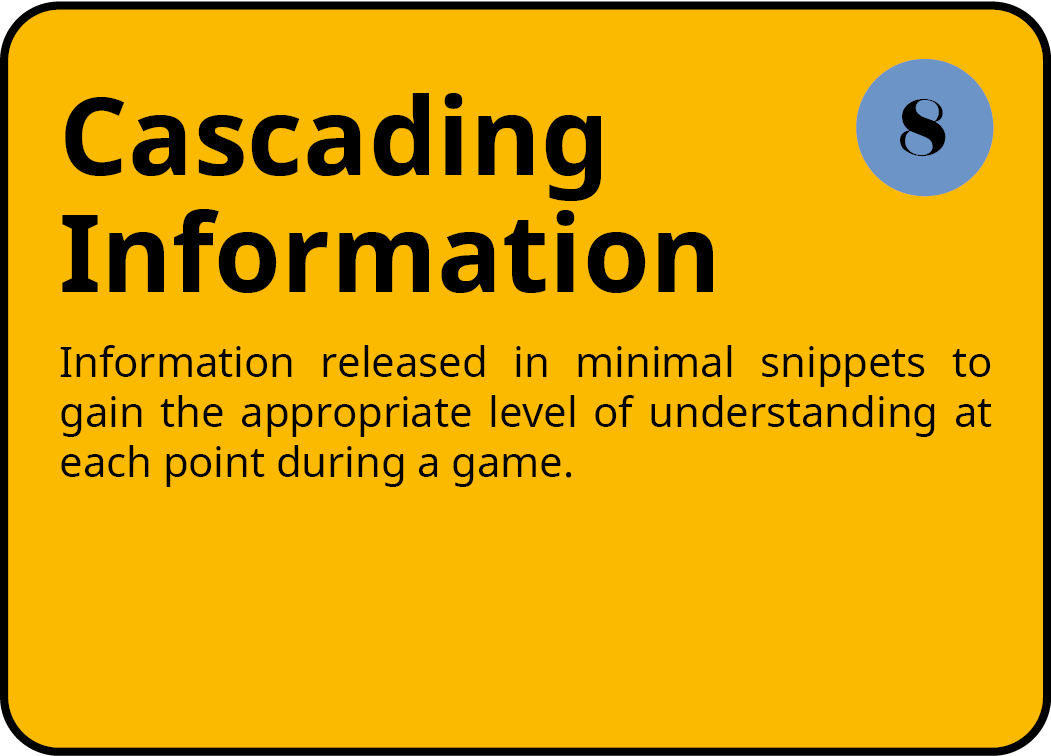 Cascading
8
Information
Information released in minimal snippets to
gain the appropriate level of understanding at
each point during a game.